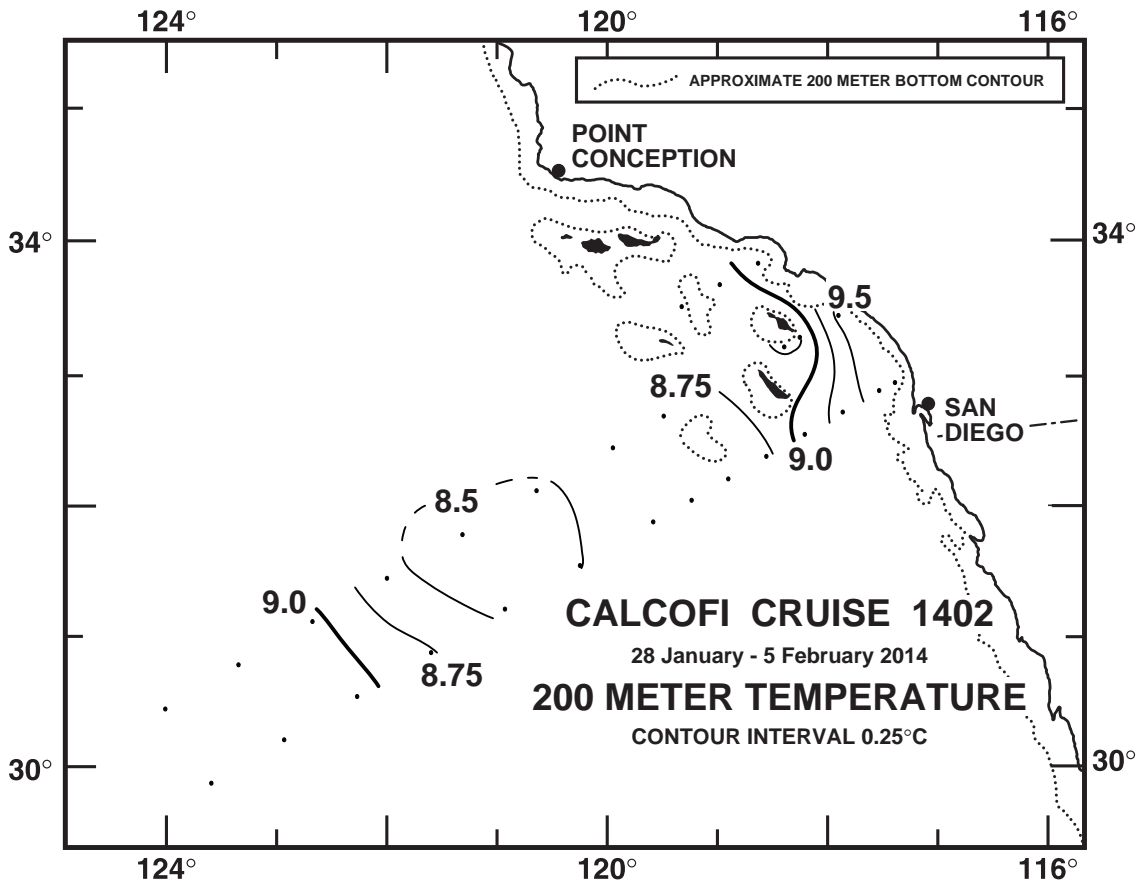 124° 120° 116°
APPROXIMATE 200 METER BOTTOM CONTOUR
POINT
CONCEPTION
34° 34°
9.5
8.75
SAN
DIEGO
9.0
8.5
9.0
CALCOFI CRUISE 1402
28 January - 5 February 2014
8.75
200 METER TEMPERATURE
CONTOUR INTERVAL 0.25°C
30° 30°
124° 120° 116°